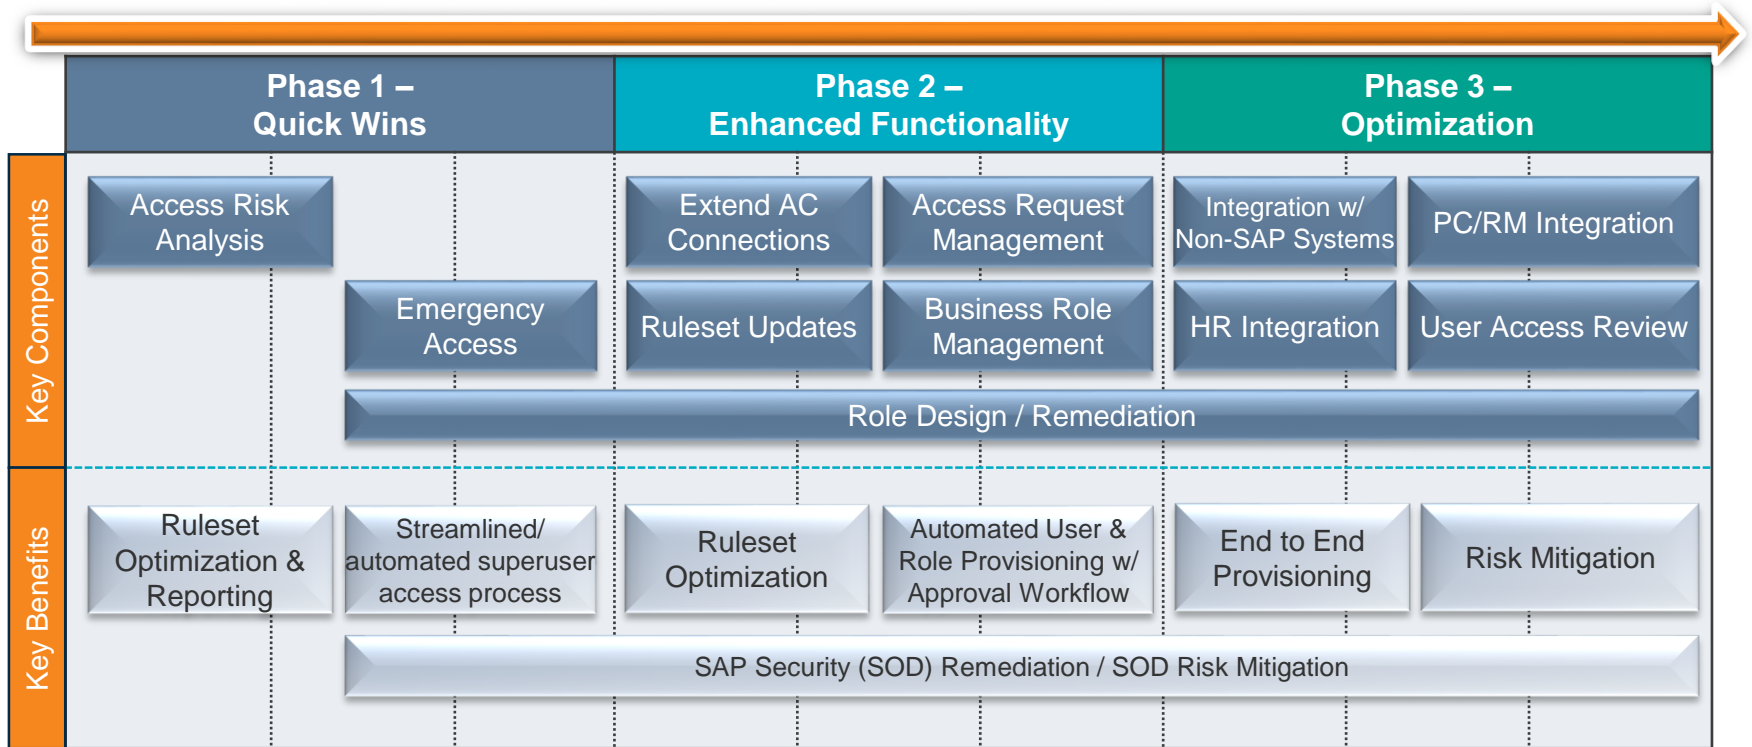 Phase 1 –
Quick Wins
Phase 2 –
Enhanced Functionality
Phase 3 –
Optimization
Key Components
Access Risk
Analysis
Emergency
Access
Extend AC
Connections
Access Request
Management
Ruleset Updates
Business Role
Management
Integration w/
Non-SAP Systems
PC/RM Integration
HR Integration
User Access Review
Role Design / Remediation
Key Benefits
Ruleset
Optimization &
Reporting
Streamlined/
automated superuser
access process
Ruleset
Optimization
Automated User &
Role Provisioning w/
Approval Workflow
End to End
Provisioning
Risk Mitigation
SAP Security (SOD) Remediation / SOD Risk Mitigation